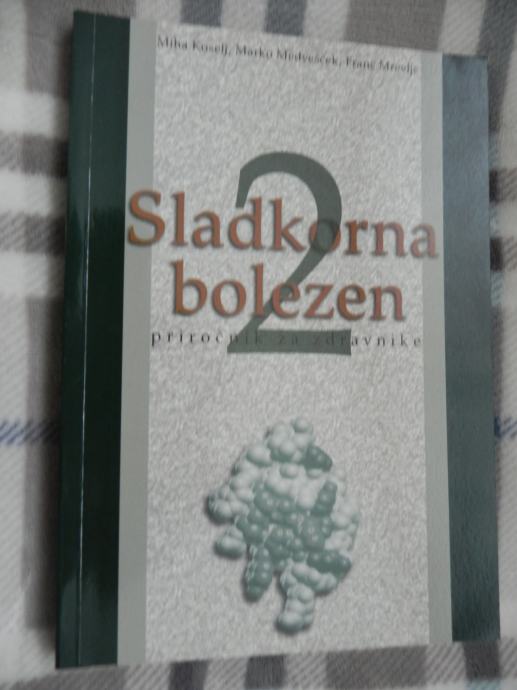 Miha Koselj, Marko Medvešček, Franc Mrevlje
2
Sladkorna
bolezen
priročnik za zdravnike